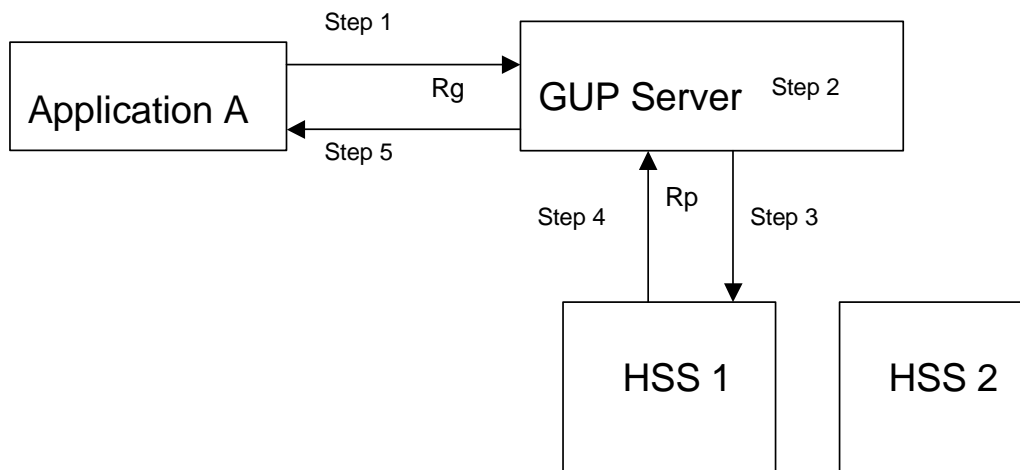 Step 1
Application A
Rg
GUP Server
Step 2
Step 5
Step 4
Rp
Step 3
HSS 1
HSS 2